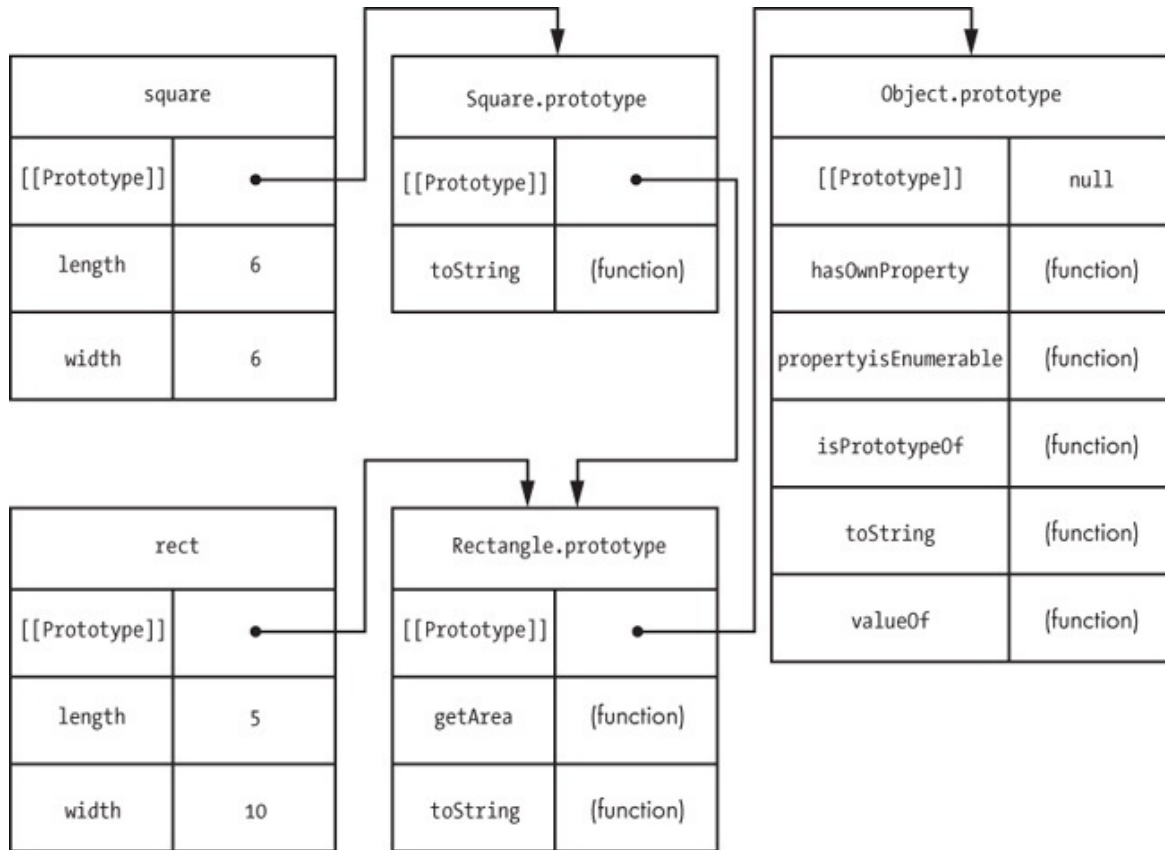 square
[[Prototype]]
length 6
width 6
Square.prototype
[[Prototype]]
toString (function)
Object.prototype
[[Prototype]] null
hasOwnProperty (function)
propertyisEnumerable (function)
isPrototypeOf (function)
toString (function)
valueOf (function)
rect
[[Prototype]]
length 5
width 10
Rectangle.prototype
[[Prototype]]
getArea (function)
toString (function)